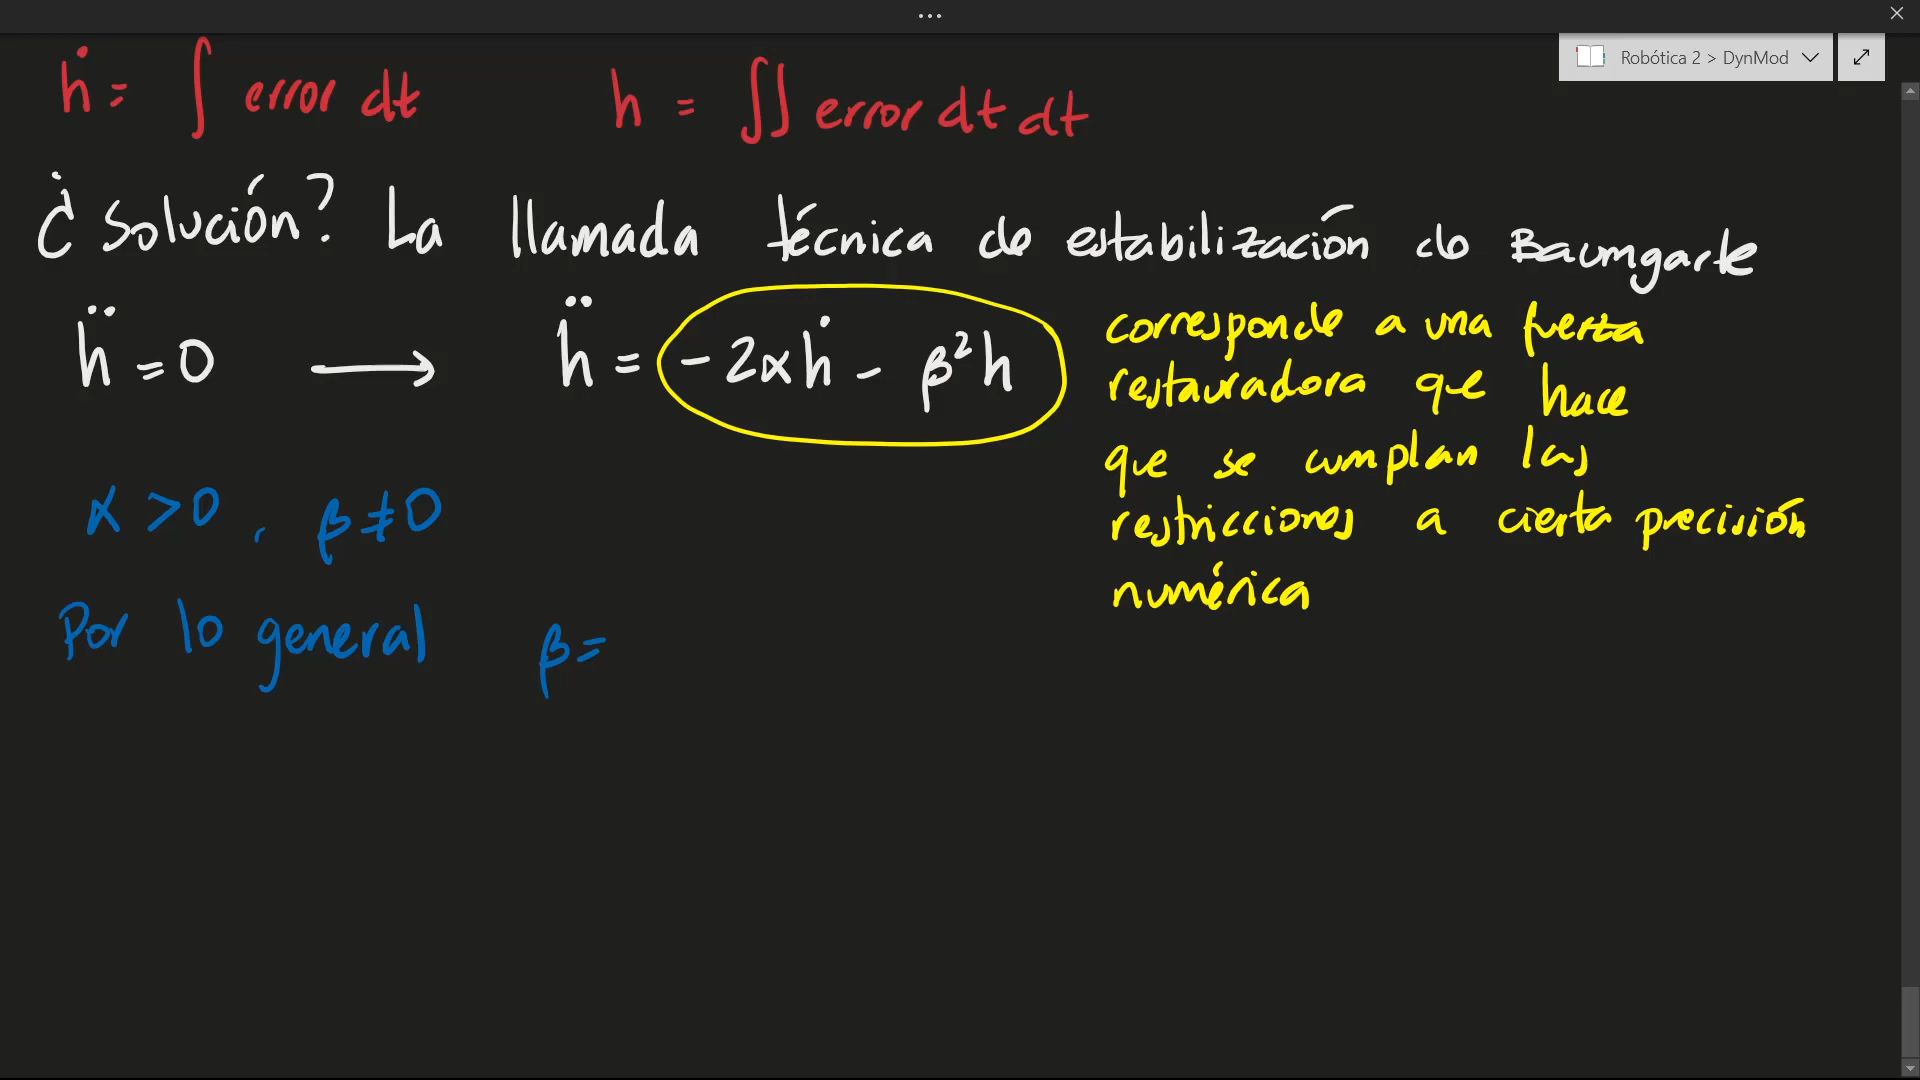 Robótica 2 > DynMod
ḣ = ∫ error dt
h = ∬ error dt dt
¿Solución? La llamada técnica de estabilización de Baumgarte
ḧ = 0 ⟶ ḧ = -2αḣ - β²h
corresponde a una fuerza
restauradora que hace
que se cumplan las
restricciones a cierta precisión
numérica
α > 0 , β ≠ 0
Por lo general β =